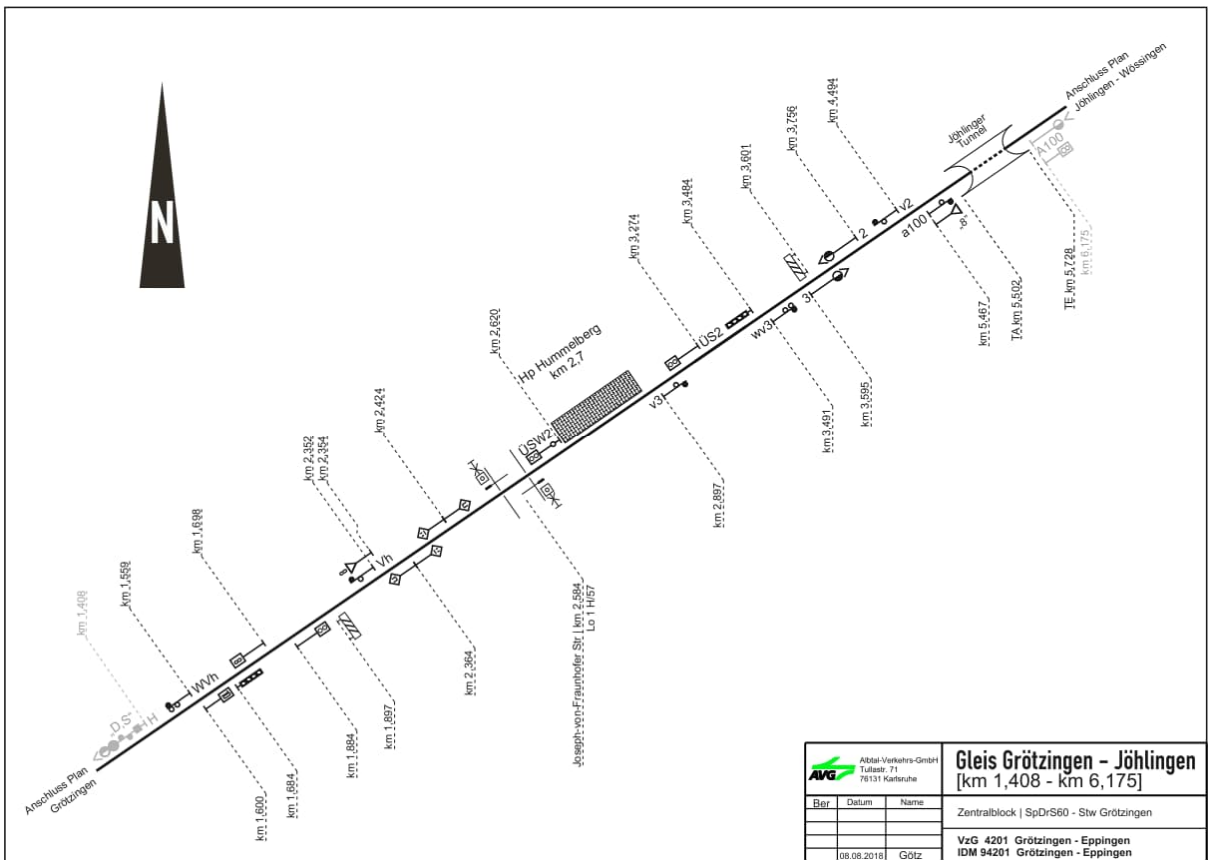 N
Anschluss Plan
Jöhlingen - Wössingen
A100
Jöhlinger
Tunnel
km 4,494
km 3,756
km 3,601
km 3,484
km 3,274
v2
a100
„8“
2
3
wv3
ÜS2
km 6,175
TE km 5,728
TA km 5,502
km 5,467
km 3,595
km 3,491
km 2,897
v3
km 2,620
Hp Hummelberg
km 2,7
ÜSW2
km 2,424
km 2,352
km 2,354
8
Vh
km 1,698
km 1,559
km 1,408
Joseph-von-Fraunhofer Str. | km 2,584
Lo 1 H/57
km 2,364
km 1,897
km 1,884
km 1,684
km 1,600
WVh
„D,S“
H
H
Anschluss Plan
Grötzingen
AVG
Albtal-Verkehrs-GmbH
Tullastr. 71
76131 Karlsruhe
Gleis Grötzingen - Jöhlingen
[km 1,408 - km 6,175]
Ber Datum Name
Zentralblock | SpDrS60 - Stw Grötzingen
VzG 4201 Grötzingen - Eppingen
IDM 94201 Grötzingen - Eppingen
08.08.2018 Götz